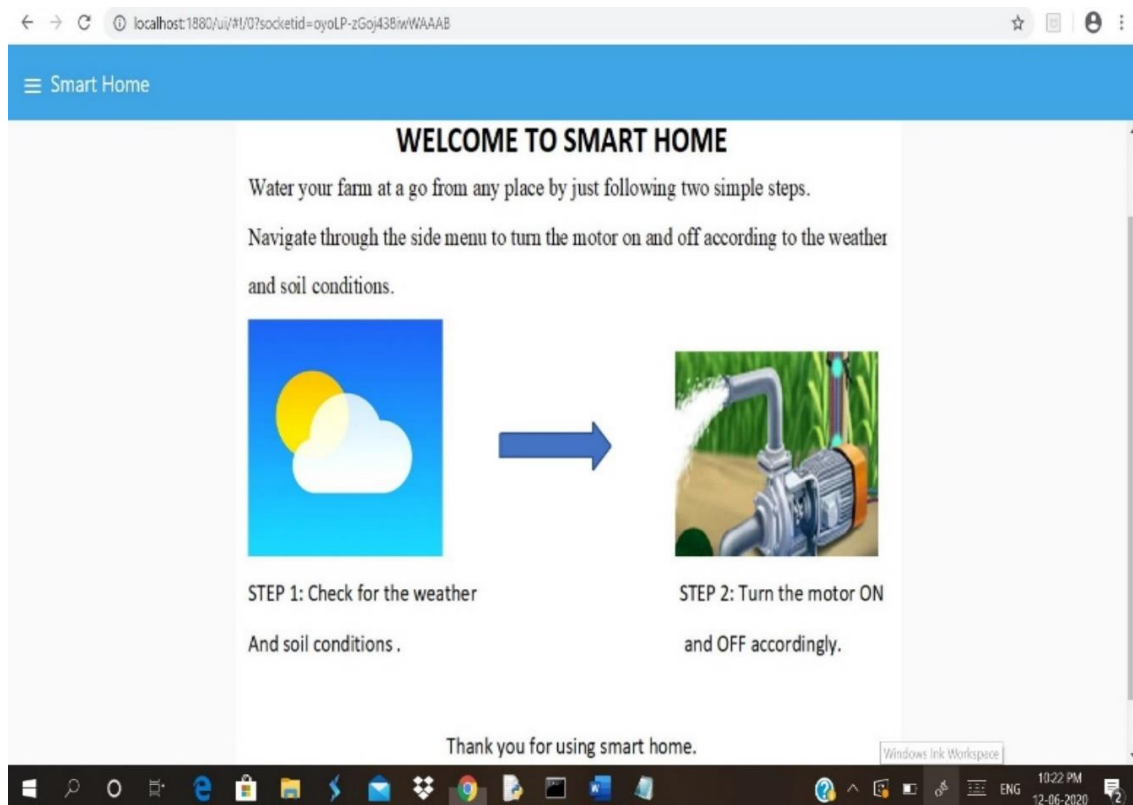 localhost:1880/ui/#!/0?socketid=oyoLP-zGoj438iwWAAAB
Smart Home
WELCOME TO SMART HOME
Water your farm at a go from any place by just following two simple steps.
Navigate through the side menu to turn the motor on and off according to the weather
and soil conditions.
STEP 1: Check for the weather
And soil conditions .
STEP 2: Turn the motor ON
and OFF accordingly.
Thank you for using smart home.
Windows Ink Workspace
ENG
10:22 PM
12-06-2020
2